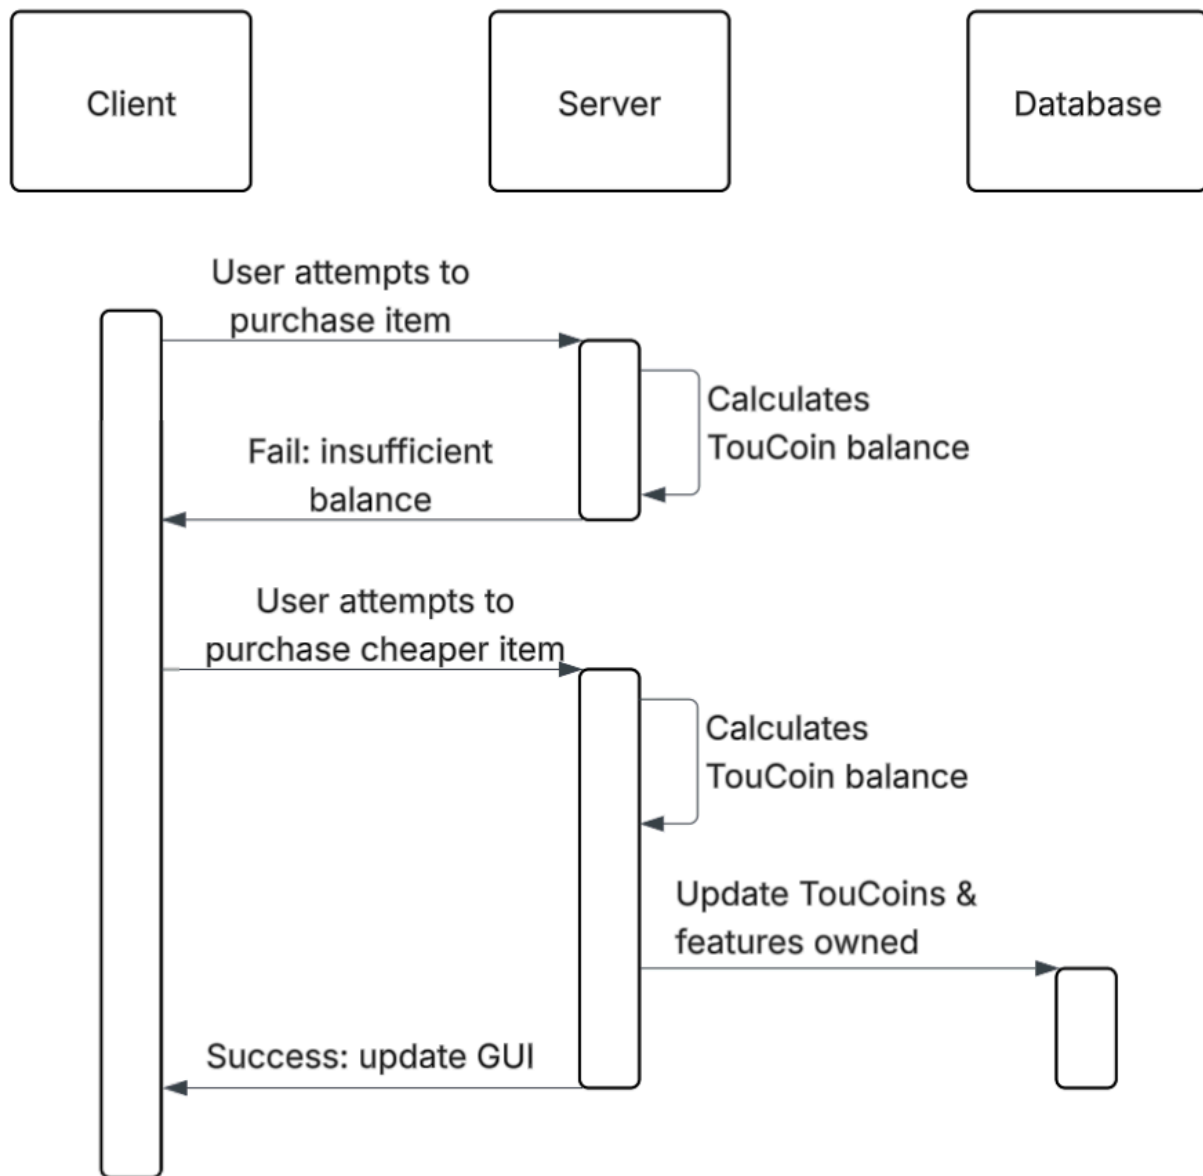 Client
Server
Database
User attempts to
purchase item
Calculates
TouCoin balance
Fail: insufficient
balance
User attempts to
purchase cheaper item
Calculates
TouCoin balance
Update TouCoins &
features owned
Success: update GUI